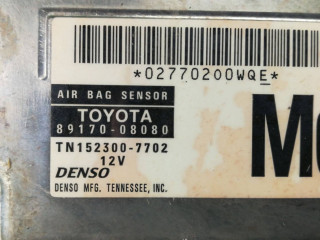 *02770200WQE*
AIR BAG SENSOR
TOYOTA
89170-08080
TN152300-7702
12V
DENSO
DENSO MFG. TENNESSEE, INC.